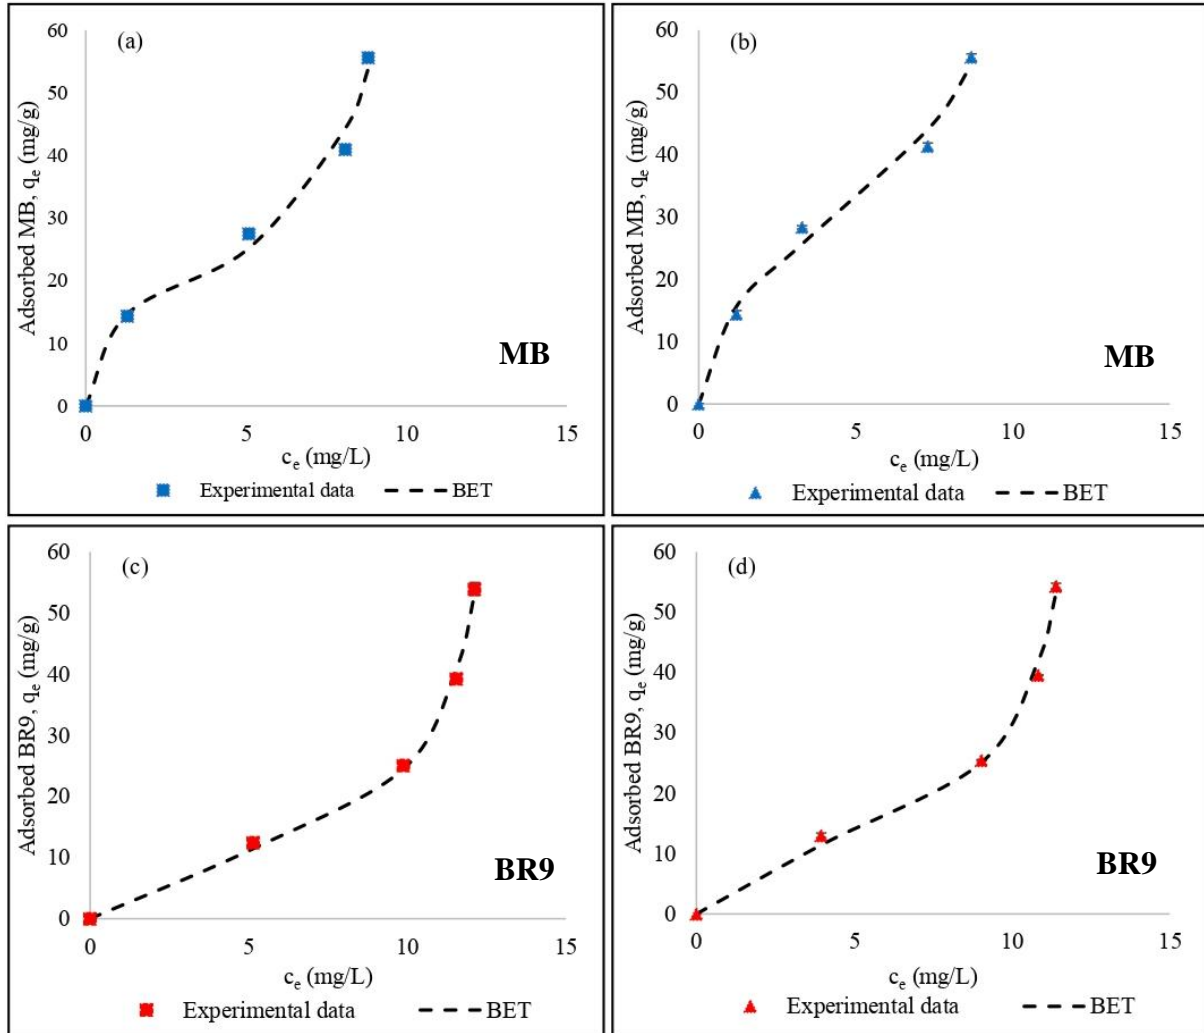 (a)
Adsorbed MB, qe (mg/g)
60
50
40
30
20
10
0
0 5 10 15
ce (mg/L)
MB
Experimental data BET
(b)
Adsorbed MB, qe (mg/g)
60
50
40
30
20
10
0
0 5 10 15
ce (mg/L)
MB
Experimental data BET
(c)
Adsorbed BR9, qe (mg/g)
60
50
40
30
20
10
0
0 5 10 15
ce (mg/L)
BR9
Experimental data BET
(d)
Adsorbed BR9, qe (mg/g)
60
50
40
30
20
10
0
0 5 10 15
ce (mg/L)
BR9
Experimental data BET